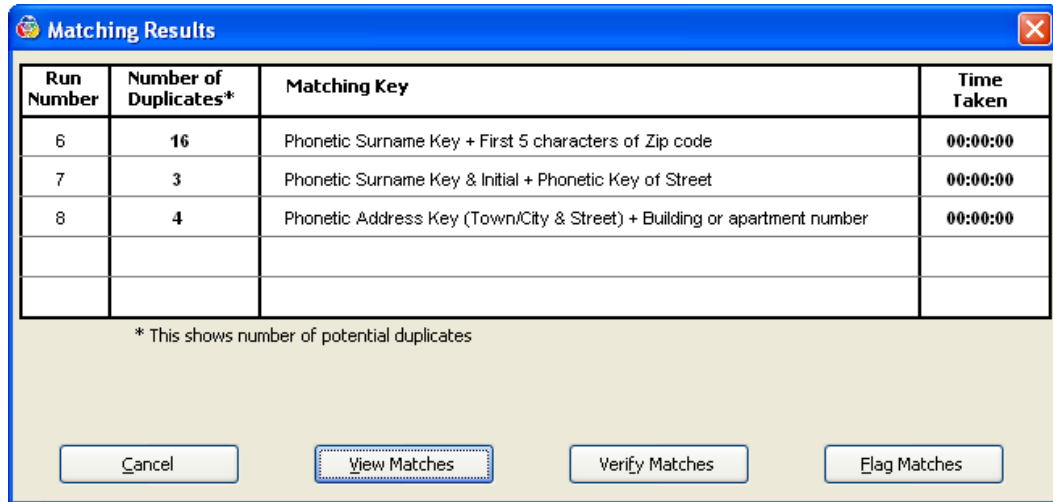 Matching Results
Run Number Number of Duplicates* Matching Key Time Taken
6 16 Phonetic Surname Key + First 5 characters of Zip code 00:00:00
7 3 Phonetic Surname Key & Initial + Phonetic Key of Street 00:00:00
8 4 Phonetic Address Key (Town/City & Street) + Building or apartment number 00:00:00
* This shows number of potential duplicates
Cancel View Matches Verify Matches Flag Matches